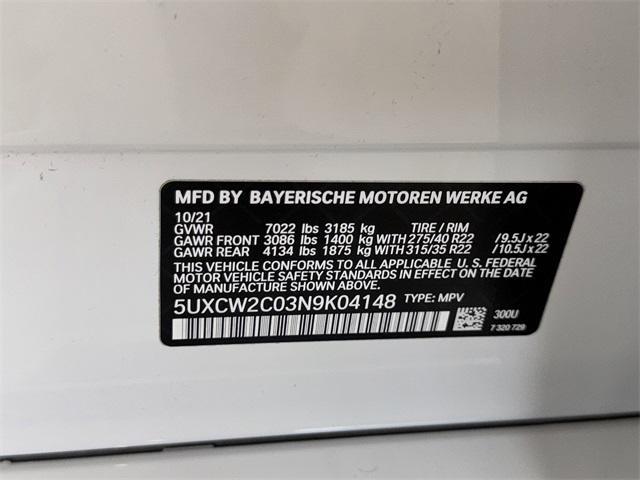 MFD BY BAYERISCHE MOTOREN WERKE AG
10/21
GVWR 7022 lbs 3185 kg TIRE / RIM
GAWR FRONT 3086 lbs 1400 kg WITH 275/40 R22 /9.5J x 22
GAWR REAR 4134 lbs 1875 kg WITH 315/35 R22 /10.5J x 22
THIS VEHICLE CONFORMS TO ALL APPLICABLE U. S. FEDERAL
MOTOR VEHICLE SAFETY STANDARDS IN EFFECT ON THE
DATE OF MANUFACTURE SHOWN ABOVE.
5UXCW2C03N9K04148 TYPE: MPV
300U
7 320 729